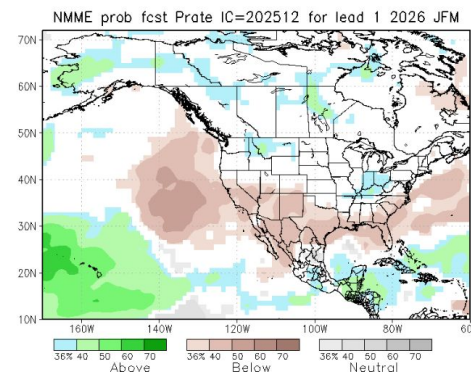 NMME prob fcst Prate IC=202512 for lead 1 2026 JFM
70N
60N
50N
40N
30N
20N
10N
160W 140W 120W 100W 80W 60
36% 40 50 60 70 36% 40 50 60 70 36% 40 50 60 70
Above Below Neutral